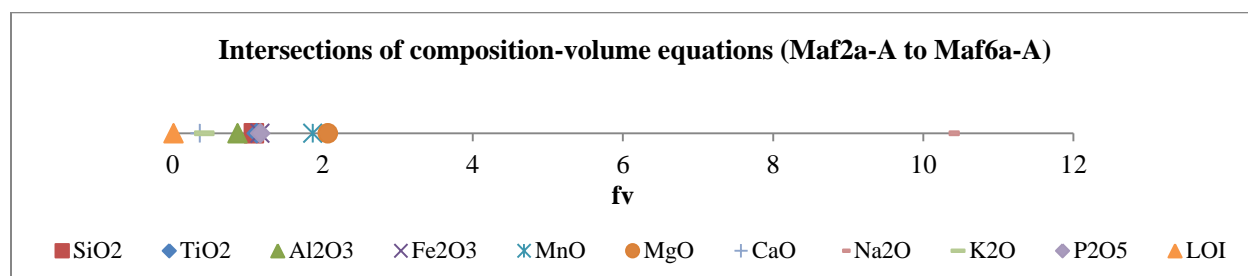 Intersections of composition-volume equations (Maf2a-A to Maf6a-A)
0 2 4 6 8 10 12
fv
SiO2 TiO2 Al2O3 Fe2O3 MnO MgO CaO Na2O K2O P2O5 LOI